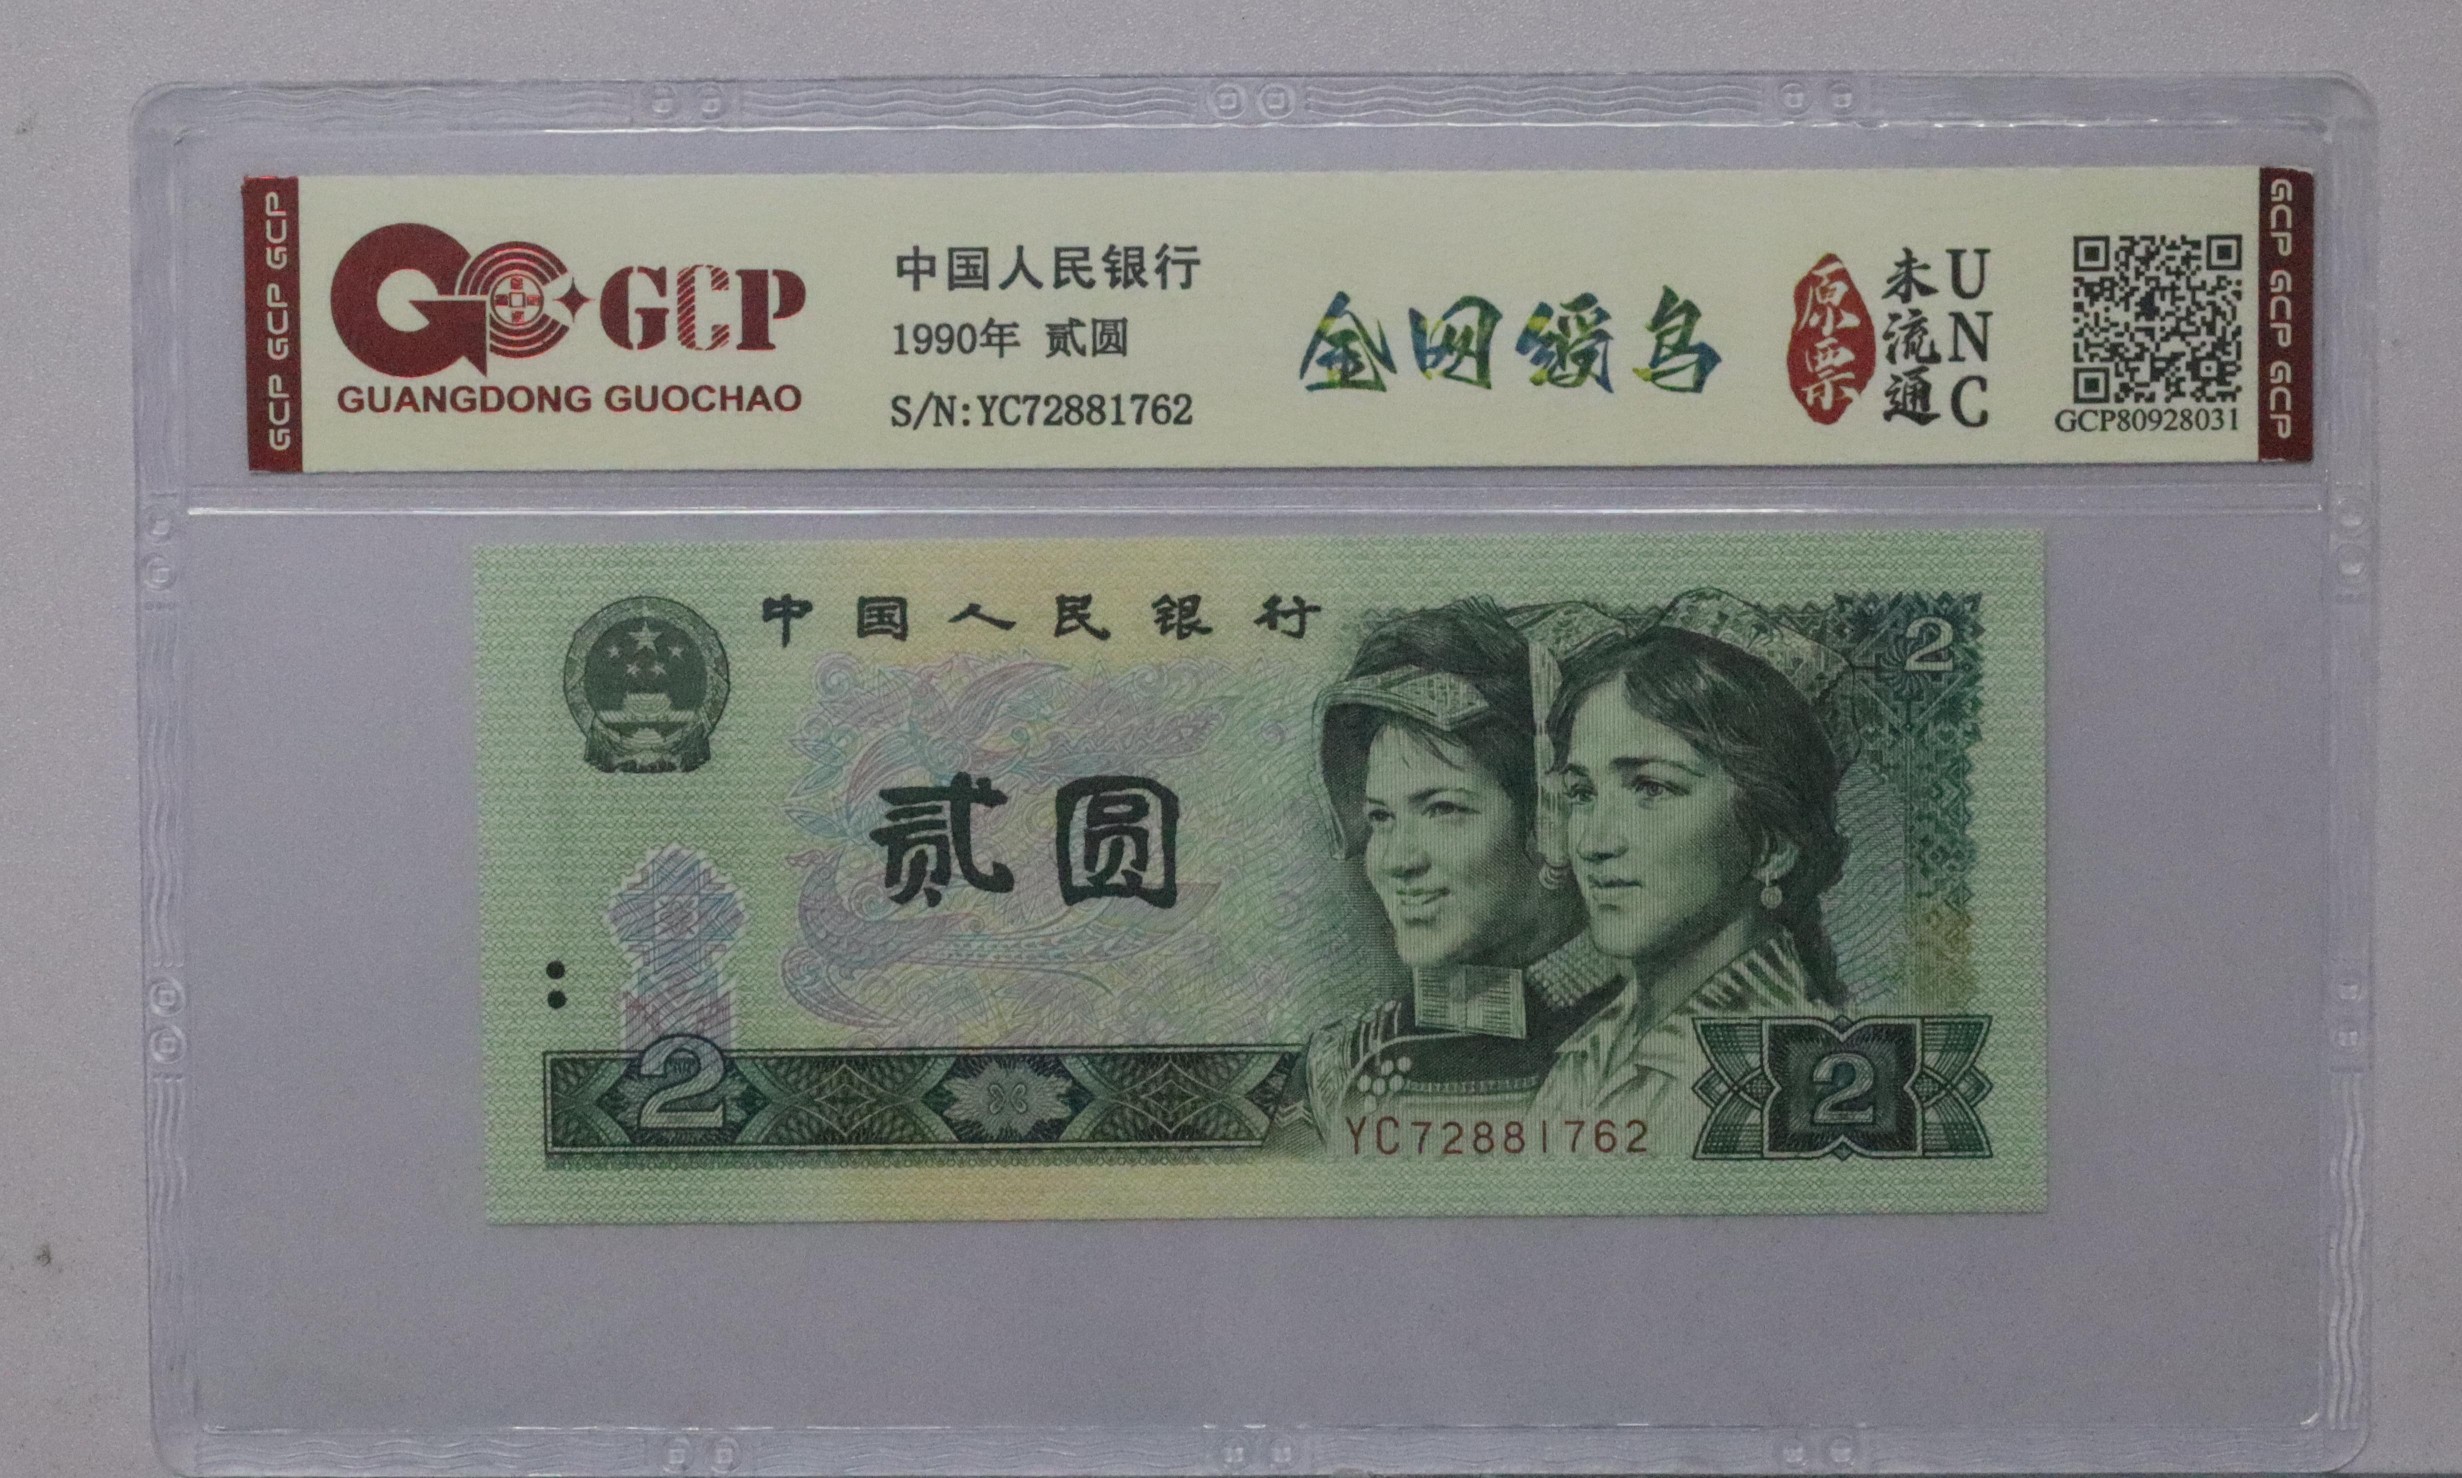 GCP GCP GCP
GCP
GUANGDONG GUOCHAO
中国人民银行
1990年 贰圆
S/N:YC72881762
金网绶鸟
原票
未流通
UNC
GCP80928031
GCP GCP GCP
中国人民银行
2
贰圆
2
YC72881762
2